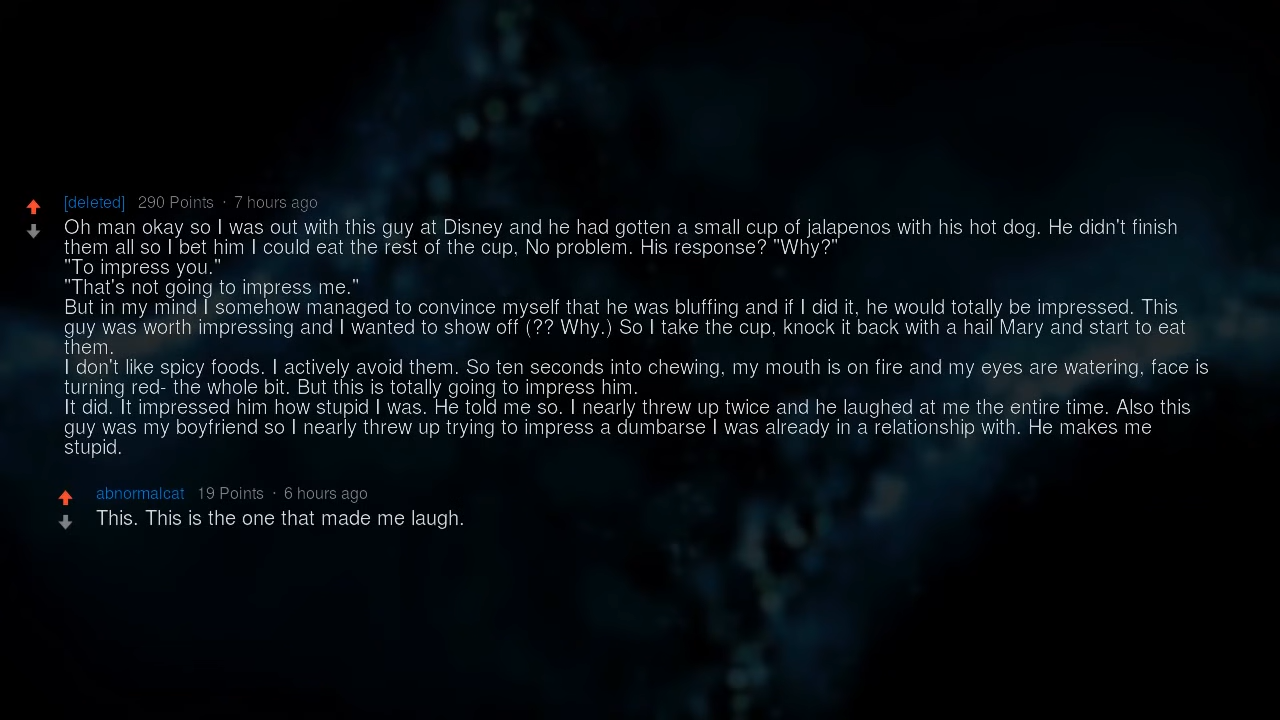 [deleted] 290 Points · 7 hours ago
Oh man okay so I was out with this guy at Disney and he had gotten a small cup of jalapenos with his hot dog. He didn't finish
them all so I bet him I could eat the rest of the cup, No problem. His response? "Why?"
"To impress you."
"That's not going to impress me."
But in my mind I somehow managed to convince myself that he was bluffing and if I did it, he would totally be impressed. This
guy was worth impressing and I wanted to show off (?? Why.) So I take the cup, knock it back with a hail Mary and start to eat
them.
I don't like spicy foods. I actively avoid them. So ten seconds into chewing, my mouth is on fire and my eyes are watering, face is
turning red- the whole bit. But this is totally going to impress him.
It did. It impressed him how stupid I was. He told me so. I nearly threw up twice and he laughed at me the entire time. Also this
guy was my boyfriend so I nearly threw up trying to impress a dumbarse I was already in a relationship with. He makes me
stupid.
abnormalcat 19 Points · 6 hours ago
This. This is the one that made me laugh.